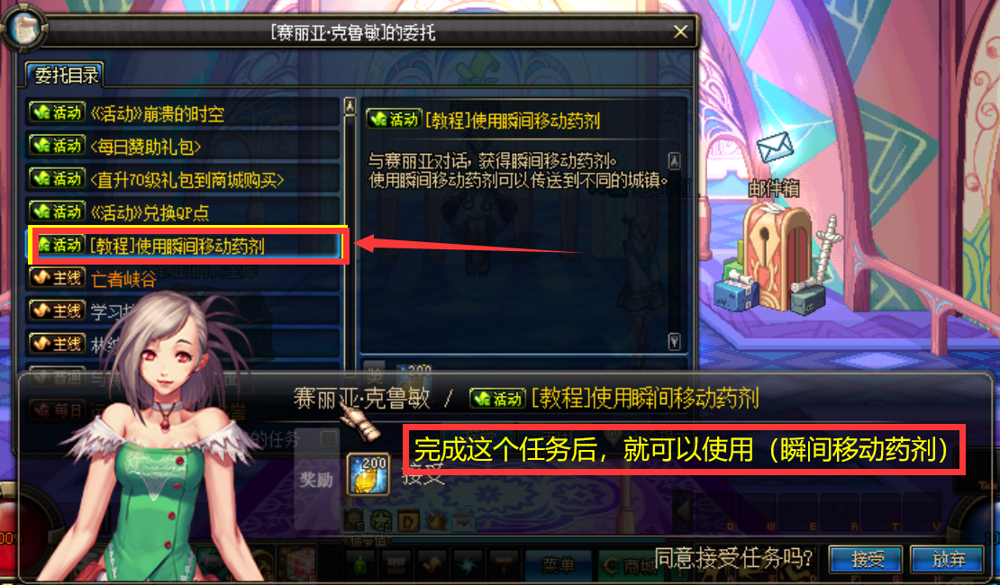 [赛丽亚·克鲁敏]的委托
委托目录
活动 《活动》崩溃的时空
活动 <每日赞助礼包>
活动 <直升70级礼包到商城购买>
活动 《活动》兑换QP点
活动 [教程]使用瞬间移动药剂
主线 亡者峡谷
主线 学习
主线
普通
每日
活动 [教程]使用瞬间移动药剂
与赛丽亚对话，获得瞬间移动药剂。
使用瞬间移动药剂可以传送到不同的城镇。
邮件箱
赛丽亚·克鲁敏 / 活动 [教程]使用瞬间移动药剂
完成这个任务后，就可以使用（瞬间移动药剂）
的任务
奖励 200
接受
同意接受任务吗?
接受
放弃
菜单
商城